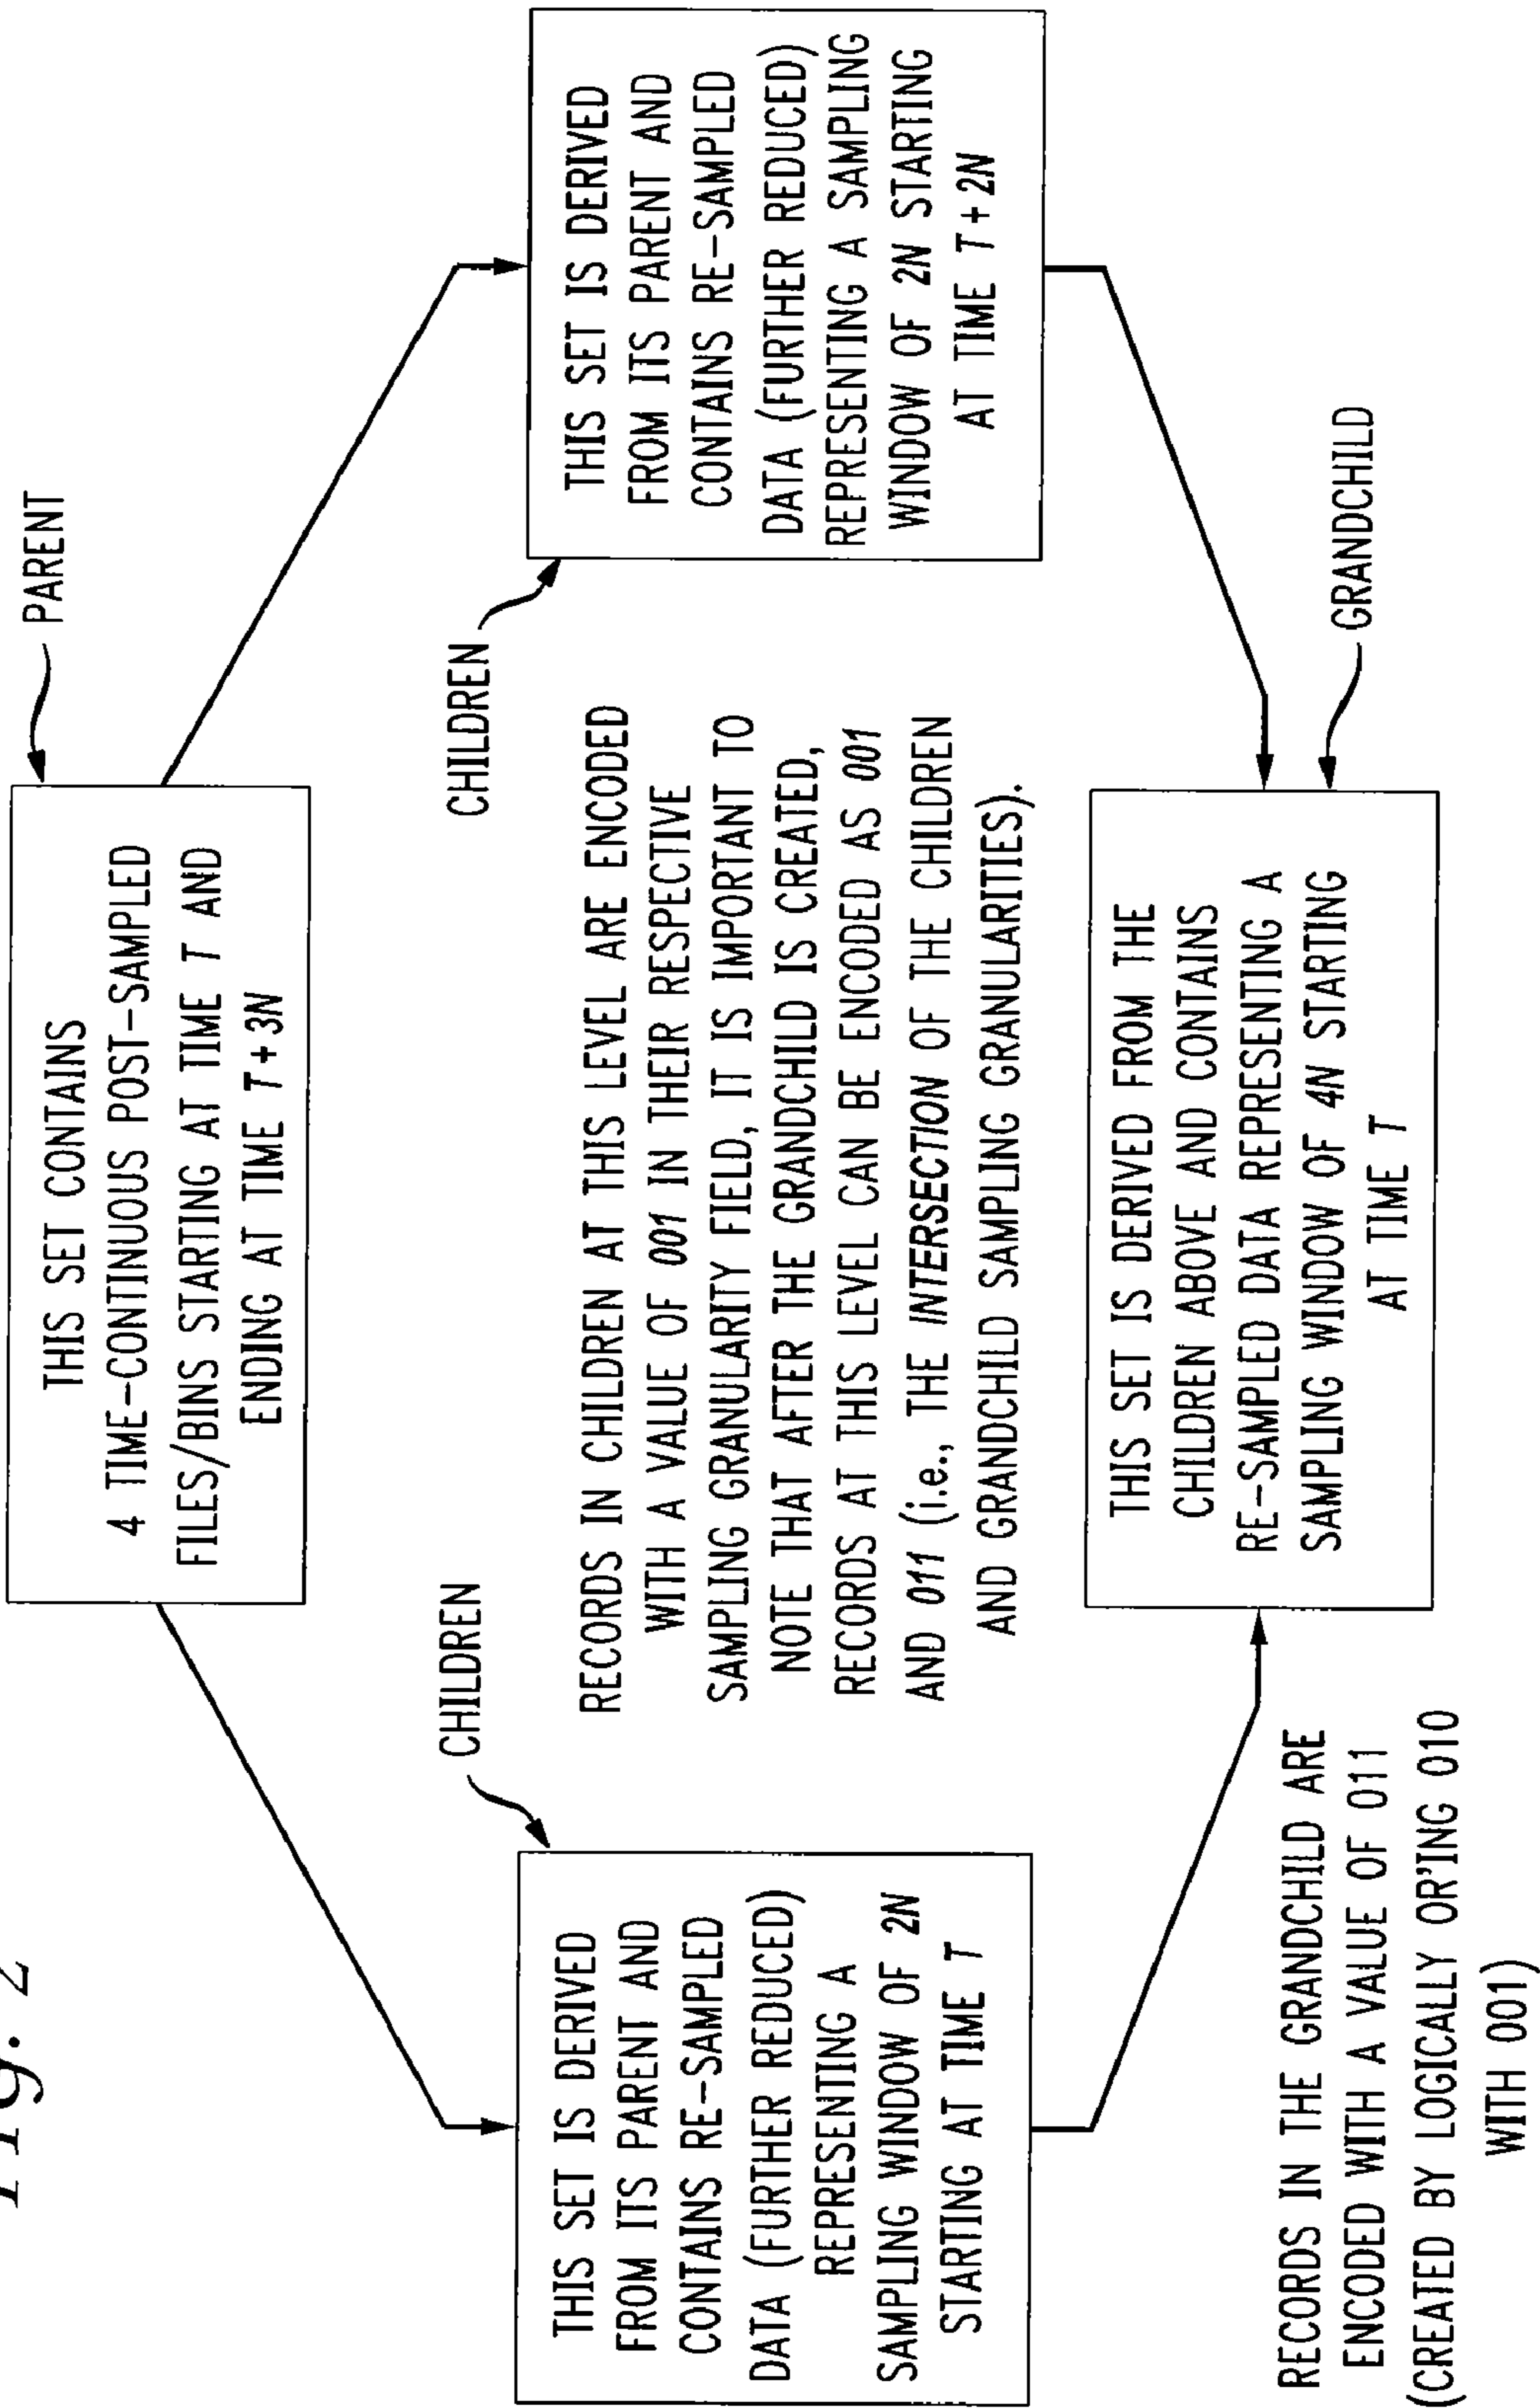 Fig. 2
THIS SET CONTAINS
4 TIME-CONTINUOUS POST-SAMPLED
FILES/BINS STARTING AT TIME T AND
ENDING AT TIME T+3N
PARENT
CHILDREN
THIS SET IS DERIVED
FROM ITS PARENT AND
CONTAINS RE-SAMPLED
DATA (FURTHER REDUCED)
REPRESENTING A
SAMPLING WINDOW OF 2N
STARTING AT TIME T
RECORDS IN CHILDREN AT THIS LEVEL ARE ENCODED
WITH A VALUE OF 001 IN THEIR RESPECTIVE
SAMPLING GRANULARITY FIELD, IT IS IMPORTANT TO
NOTE THAT AFTER THE GRANDCHILD IS CREATED,
RECORDS AT THIS LEVEL CAN BE ENCODED AS 001
AND 011 (i.e., THE INTERSECTION OF THE CHILDREN
AND GRANDCHILD SAMPLING GRANULARITIES).
CHILDREN
THIS SET IS DERIVED
FROM ITS PARENT AND
CONTAINS RE-SAMPLED
DATA (FURTHER REDUCED)
REPRESENTING A SAMPLING
WINDOW OF 2N STARTING
AT TIME T+2N
RECORDS IN THE GRANDCHILD ARE
ENCODED WITH A VALUE OF 011
(CREATED BY LOGICALLY OR'ING 010
WITH 001)
THIS SET IS DERIVED FROM THE
CHILDREN ABOVE AND CONTAINS
RE-SAMPLED DATA REPRESENTING A
SAMPLING WINDOW OF 4N STARTING
AT TIME T
GRANDCHILD